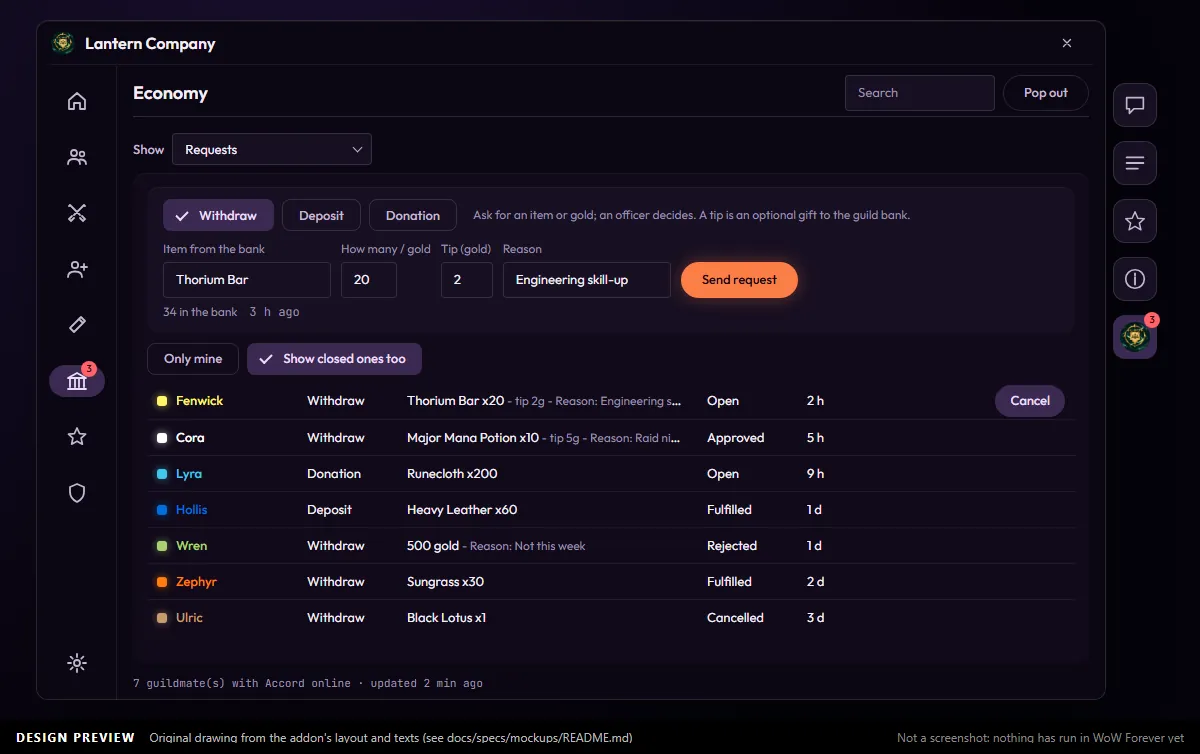 Lantern Company
Economy
Search
Pop out
Show
Requests
Withdraw
Deposit
Donation
Ask for an item or gold; an officer decides. A tip is an optional gift to the guild bank.
Item from the bank
How many / gold
Tip (gold)
Reason
Thorium Bar
20
2
Engineering skill-up
Send request
34 in the bank 3 h ago
Only mine
Show closed ones too
3
3
Fenwick Withdraw Thorium Bar x20 - tip 2g - Reason: Engineering s... Open 2 h Cancel
Cora Withdraw Major Mana Potion x10 - tip 5g - Reason: Raid ni... Approved 5 h
Lyra Donation Runecloth x200 Open 9 h
Hollis Deposit Heavy Leather x60 Fulfilled 1 d
Wren Withdraw 500 gold - Reason: Not this week Rejected 1 d
Zephyr Withdraw Sungrass x30 Fulfilled 2 d
Ulric Withdraw Black Lotus x1 Cancelled 3 d
7 guildmate(s) with Accord online · updated 2 min ago
DESIGN PREVIEW Original drawing from the addon's layout and texts (see docs/specs/mockups/README.md) Not a screenshot: nothing has run in WoW Forever yet